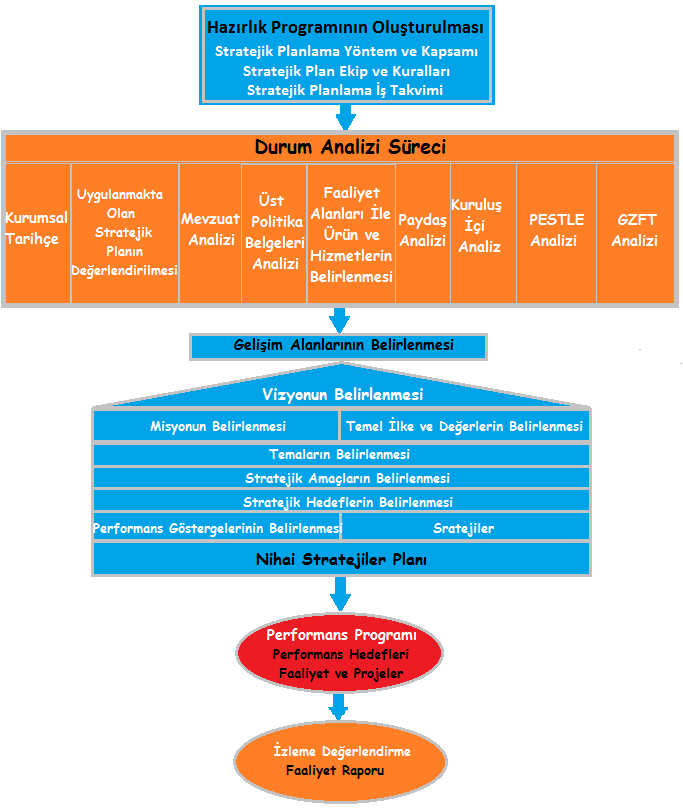 Hazırlık Programının Oluşturulması
Stratejik Planlama Yöntem ve Kapsamı
Stratejik Plan Ekip ve Kuralları
Stratejik Planlama İş Takvimi
Durum Analizi Süreci
Kurumsal
Tarihçe
Uygulanmakta
Olan
Stratejik
Planın
Değerlendirilmesi
Mevzuat
Analizi
Üst
Politika
Belgeleri
Analizi
Faaliyet
Alanları İle
Ürün ve
Hizmetlerin
Belirlenmesi
Paydaş
Analizi
Kuruluş
İçi
Analiz
PESTLE
Analizi
GZFT
Analizi
Gelişim Alanlarının Belirlenmesi
Vizyonun Belirlenmesi
Misyonun Belirlenmesi
Temel İlke ve Değerlerin Belirlenmesi
Temaların Belirlenmesi
Stratejik Amaçların Belirlenmesi
Stratejik Hedeflerin Belirlenmesi
Performans Göstergelerinin Belirlenmesi
Sratejiler
Nihai Stratejiler Planı
Performans Programı
Performans Hedefleri
Faaliyet ve Projeler
İzleme Değerlendirme
Faaliyet Raporu